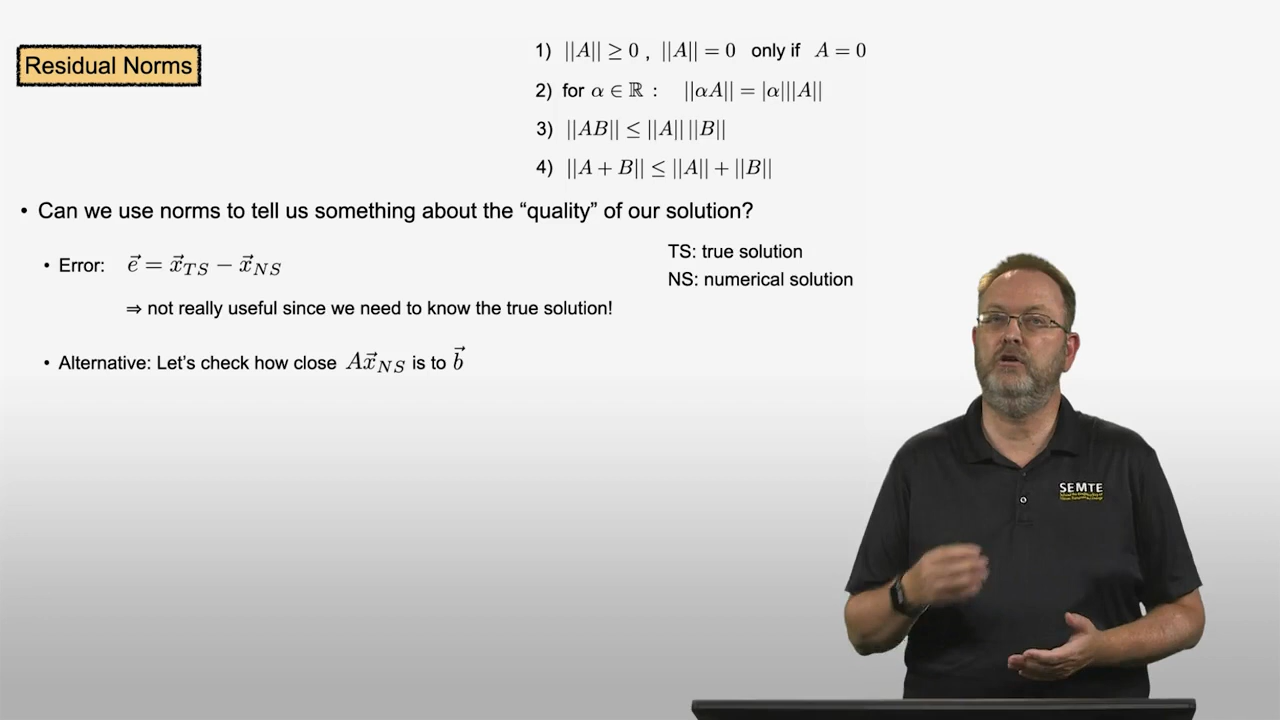 Residual Norms
1) ||A|| ≥ 0 , ||A|| = 0 only if A = 0
2) for α ∈ ℝ : ||αA|| = |α|||A||
3) ||AB|| ≤ ||A|| ||B||
4) ||A + B|| ≤ ||A|| + ||B||
• Can we use norms to tell us something about the “quality” of our solution?
• Error: e⃗ = x⃗_TS − x⃗_NS
TS: true solution
NS: numerical solution
⇒ not really useful since we need to know the true solution!
• Alternative: Let’s check how close Ax⃗_NS is to b⃗
SEMTE